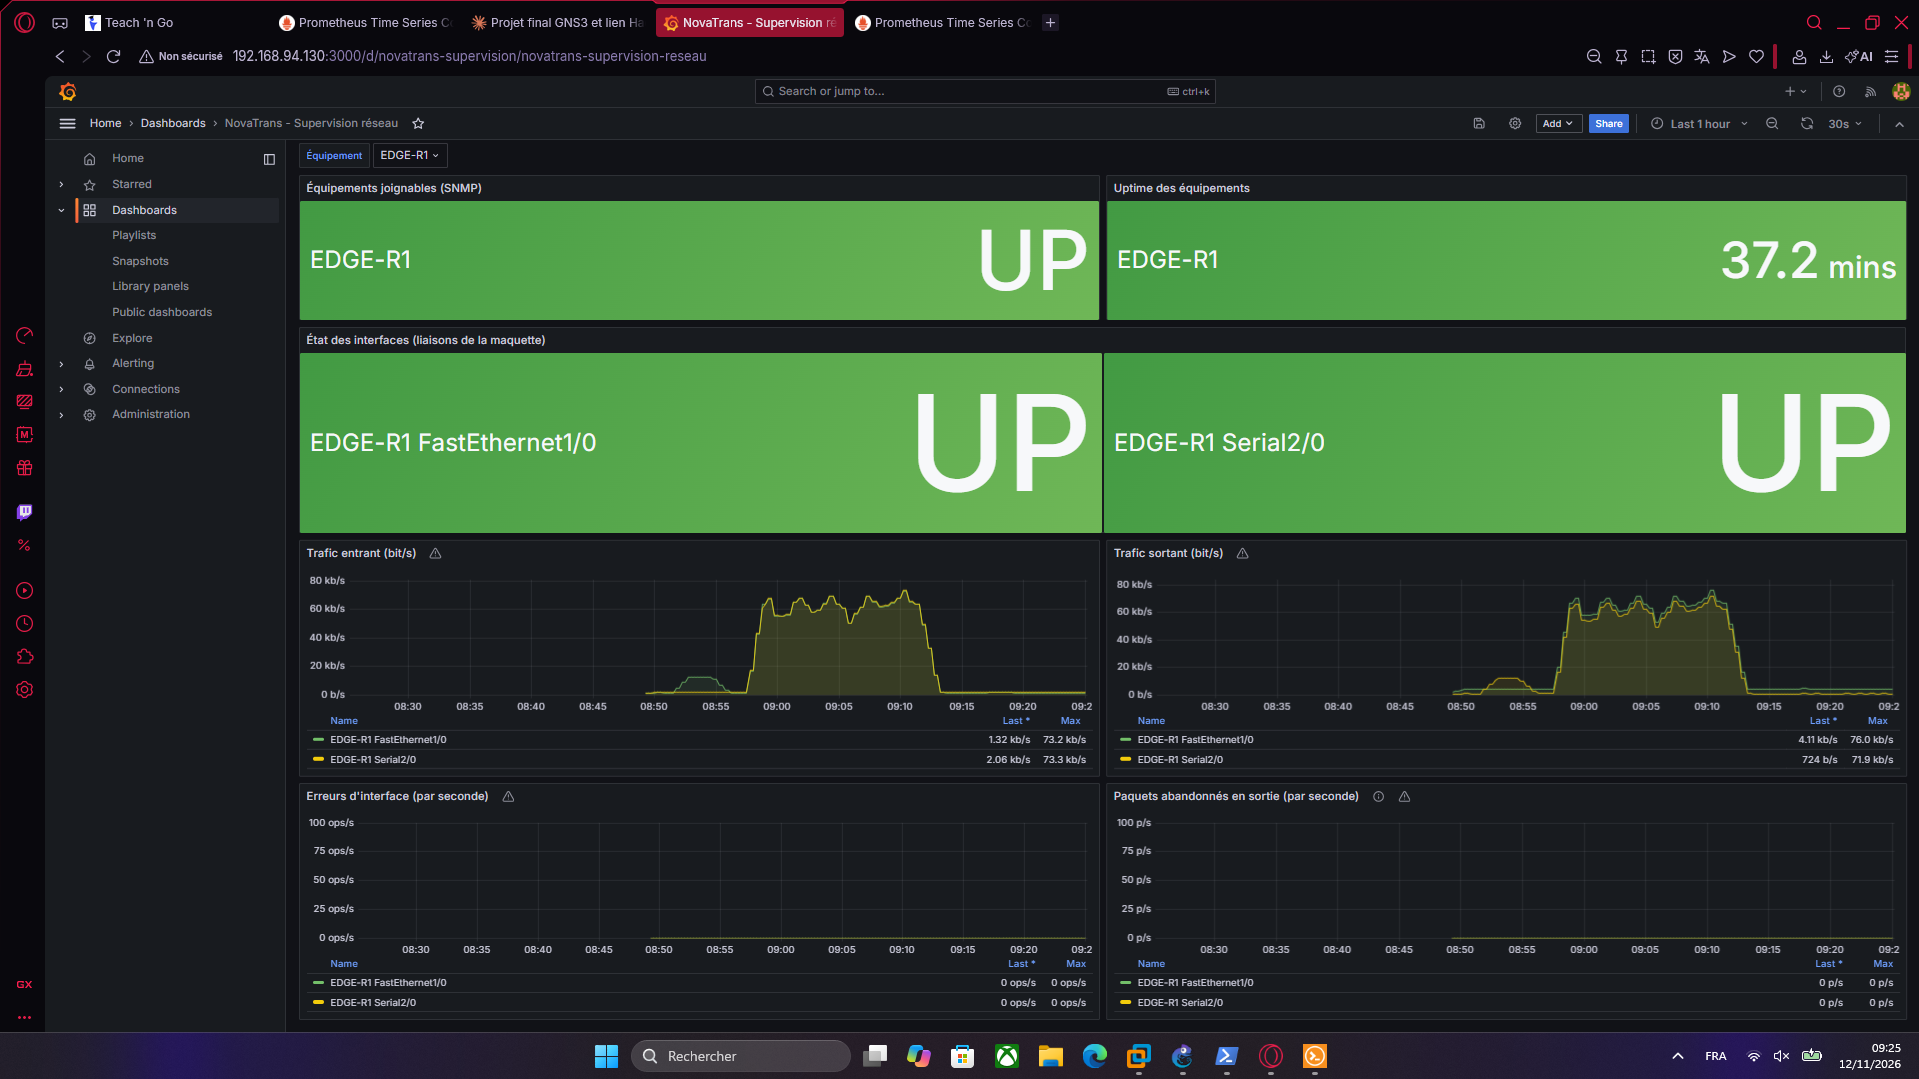 Teach 'n Go
Prometheus Time Series Co
Projet final GNS3 et lien Ha
NovaTrans - Supervision ré
Prometheus Time Series Co
Non sécurisé 192.168.94.130:3000/d/novatrans-supervision/novatrans-supervision-reseau
AI
Search or jump to...
ctrl+k
Home > Dashboards > NovaTrans - Supervision réseau
Add
Share
Last 1 hour
30s
Home
Starred
Dashboards
Playlists
Snapshots
Library panels
Public dashboards
Explore
Alerting
Connections
Administration
Équipement EDGE-R1
Équipements joignables (SNMP)
EDGE-R1 UP
Uptime des équipements
EDGE-R1 37.2 mins
État des interfaces (liaisons de la maquette)
EDGE-R1 FastEthernet1/0 UP
EDGE-R1 Serial2/0 UP
Trafic entrant (bit/s)
80 kb/s
60 kb/s
40 kb/s
20 kb/s
0 b/s
08:30 08:35 08:40 08:45 08:50 08:55 09:00 09:05 09:10 09:15 09:20 09:2
Name Last * Max
EDGE-R1 FastEthernet1/0 1.32 kb/s 73.2 kb/s
EDGE-R1 Serial2/0 2.06 kb/s 73.3 kb/s
Trafic sortant (bit/s)
80 kb/s
60 kb/s
40 kb/s
20 kb/s
0 b/s
08:30 08:35 08:40 08:45 08:50 08:55 09:00 09:05 09:10 09:15 09:20 09:2
Name Last * Max
EDGE-R1 FastEthernet1/0 4.11 kb/s 76.0 kb/s
EDGE-R1 Serial2/0 724 b/s 71.9 kb/s
Erreurs d'interface (par seconde)
100 ops/s
75 ops/s
50 ops/s
25 ops/s
0 ops/s
08:30 08:35 08:40 08:45 08:50 08:55 09:00 09:05 09:10 09:15 09:20 09:2
Name Last * Max
EDGE-R1 FastEthernet1/0 0 ops/s 0 ops/s
EDGE-R1 Serial2/0 0 ops/s 0 ops/s
Paquets abandonnés en sortie (par seconde)
100 p/s
75 p/s
50 p/s
25 p/s
0 p/s
08:30 08:35 08:40 08:45 08:50 08:55 09:00 09:05 09:10 09:15 09:20 09:2
Name Last * Max
EDGE-R1 FastEthernet1/0 0 p/s 0 p/s
EDGE-R1 Serial2/0 0 p/s 0 p/s
GX
Rechercher
FRA
09:25
12/11/2026